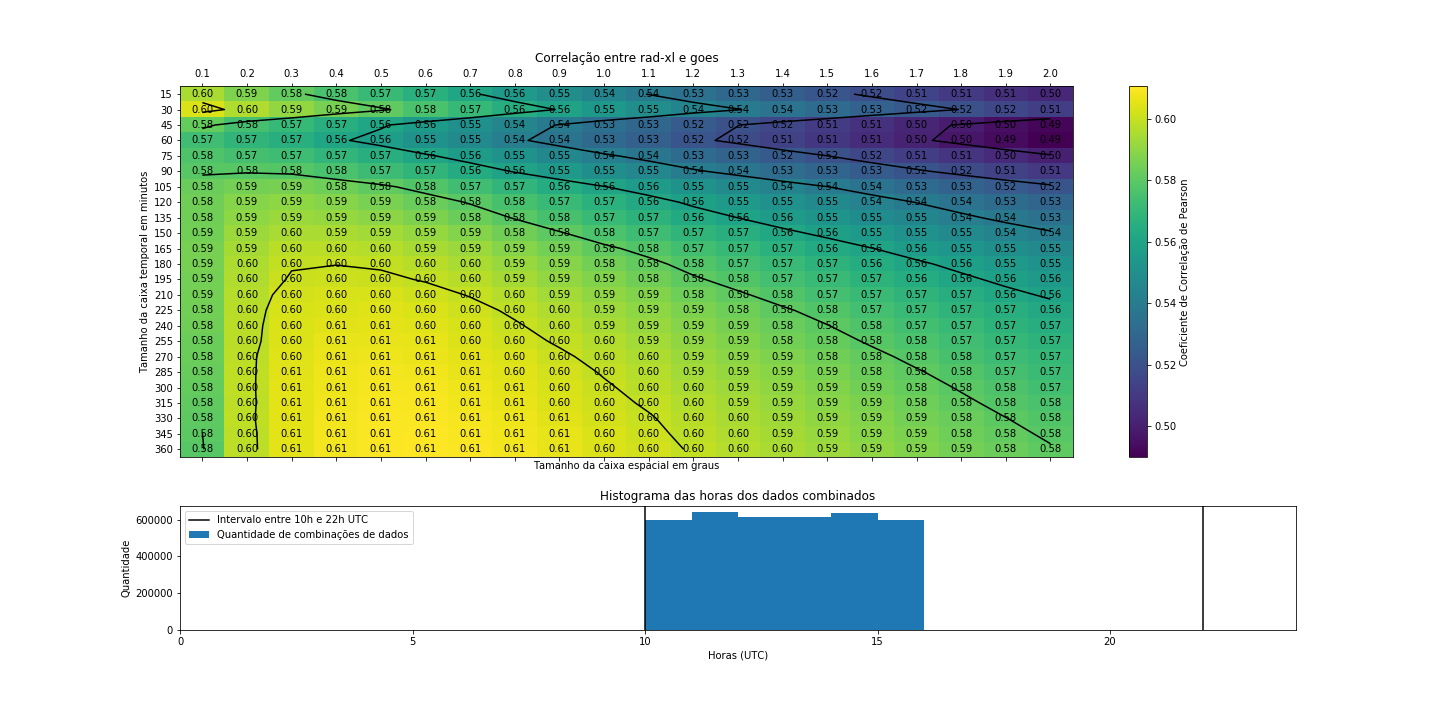 Correlação entre rad-xl e goes
0.1 0.2 0.3 0.4 0.5 0.6 0.7 0.8 0.9 1.0 1.1 1.2 1.3 1.4 1.5 1.6 1.7 1.8 1.9 2.0
15 0.60 0.59 0.58 0.58 0.57 0.57 0.56 0.56 0.55 0.54 0.54 0.53 0.53 0.53 0.52 0.52 0.51 0.51 0.51 0.50
30 0.60 0.60 0.59 0.59 0.58 0.58 0.57 0.56 0.56 0.55 0.55 0.54 0.54 0.54 0.53 0.53 0.52 0.52 0.52 0.51
45 0.58 0.58 0.57 0.57 0.56 0.55 0.55 0.54 0.54 0.53 0.53 0.52 0.52 0.52 0.51 0.51 0.50 0.50 0.50 0.49
60 0.57 0.57 0.57 0.56 0.56 0.55 0.55 0.54 0.54 0.53 0.53 0.52 0.52 0.51 0.51 0.51 0.50 0.50 0.49 0.49
75 0.58 0.57 0.57 0.57 0.57 0.56 0.56 0.55 0.55 0.54 0.54 0.53 0.53 0.52 0.52 0.52 0.51 0.51 0.50 0.50
90 0.58 0.58 0.58 0.58 0.57 0.57 0.56 0.56 0.55 0.55 0.55 0.54 0.54 0.53 0.53 0.53 0.52 0.52 0.51 0.51
105 0.58 0.59 0.59 0.58 0.58 0.58 0.57 0.57 0.56 0.56 0.56 0.55 0.55 0.54 0.54 0.54 0.53 0.53 0.52 0.52
120 0.58 0.59 0.59 0.59 0.59 0.58 0.58 0.58 0.57 0.57 0.56 0.56 0.55 0.55 0.55 0.54 0.54 0.53 0.53 0.53
135 0.58 0.59 0.59 0.59 0.59 0.59 0.58 0.58 0.58 0.57 0.57 0.56 0.56 0.56 0.55 0.55 0.55 0.54 0.54 0.53
150 0.59 0.59 0.60 0.59 0.59 0.59 0.59 0.58 0.58 0.58 0.57 0.57 0.57 0.56 0.56 0.55 0.55 0.55 0.54 0.54
165 0.59 0.59 0.60 0.60 0.60 0.59 0.59 0.59 0.58 0.58 0.58 0.57 0.57 0.57 0.56 0.56 0.56 0.55 0.55 0.55
180 0.59 0.60 0.60 0.60 0.60 0.60 0.60 0.59 0.59 0.58 0.58 0.58 0.57 0.57 0.57 0.56 0.56 0.56 0.55 0.55
195 0.59 0.60 0.60 0.60 0.60 0.60 0.60 0.59 0.59 0.59 0.58 0.58 0.58 0.57 0.57 0.57 0.56 0.56 0.56 0.56
210 0.59 0.60 0.60 0.60 0.60 0.60 0.60 0.60 0.59 0.59 0.59 0.58 0.58 0.58 0.57 0.57 0.57 0.57 0.56 0.56
225 0.58 0.60 0.60 0.60 0.60 0.60 0.60 0.60 0.60 0.59 0.59 0.59 0.58 0.58 0.58 0.57 0.57 0.57 0.57 0.56
240 0.58 0.60 0.60 0.61 0.61 0.60 0.60 0.60 0.60 0.59 0.59 0.59 0.59 0.58 0.58 0.58 0.57 0.57 0.57 0.57
255 0.58 0.60 0.60 0.61 0.61 0.61 0.60 0.60 0.60 0.60 0.59 0.59 0.59 0.59 0.58 0.58 0.58 0.57 0.57 0.57
270 0.58 0.60 0.60 0.61 0.61 0.61 0.61 0.60 0.60 0.60 0.59 0.59 0.59 0.59 0.58 0.58 0.58 0.58 0.57 0.57
285 0.58 0.60 0.61 0.61 0.61 0.61 0.61 0.60 0.60 0.60 0.60 0.59 0.59 0.59 0.59 0.58 0.58 0.58 0.57 0.57
300 0.58 0.60 0.61 0.61 0.61 0.61 0.61 0.60 0.60 0.60 0.60 0.60 0.59 0.59 0.59 0.58 0.58 0.58 0.58 0.57
315 0.58 0.60 0.61 0.61 0.61 0.61 0.61 0.61 0.60 0.60 0.60 0.60 0.59 0.59 0.59 0.59 0.58 0.58 0.58 0.58
330 0.58 0.60 0.61 0.61 0.61 0.61 0.61 0.61 0.60 0.60 0.60 0.60 0.60 0.59 0.59 0.59 0.59 0.58 0.58 0.58
345 0.58 0.60 0.61 0.61 0.61 0.61 0.61 0.61 0.61 0.60 0.60 0.60 0.60 0.59 0.59 0.59 0.59 0.58 0.58 0.58
360 0.58 0.60 0.61 0.61 0.61 0.61 0.61 0.61 0.61 0.60 0.60 0.60 0.60 0.60 0.59 0.59 0.59 0.59 0.58 0.58
Tamanho da caixa temporal em minutos
Tamanho da caixa espacial em graus
0.60
0.58
0.56
0.54
0.52
0.50
Coeficiente de Correlação de Pearson
Histograma das horas dos dados combinados
Intervalo entre 10h e 22h UTC
Quantidade de combinações de dados
600000
400000
200000
0
Quantidade
0 5 10 15 20
Horas (UTC)